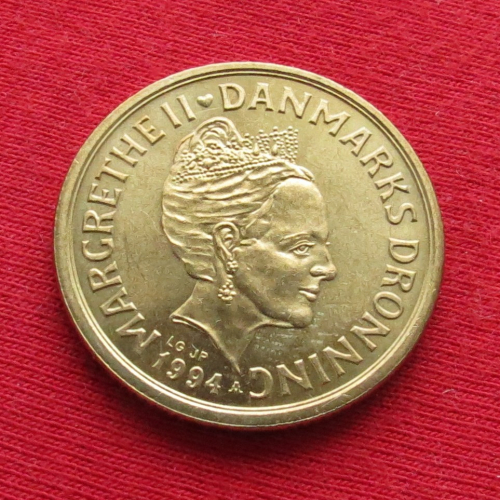 MARGRETHE II ♥ DANMARKS DRONNING
LG JP
1994 A